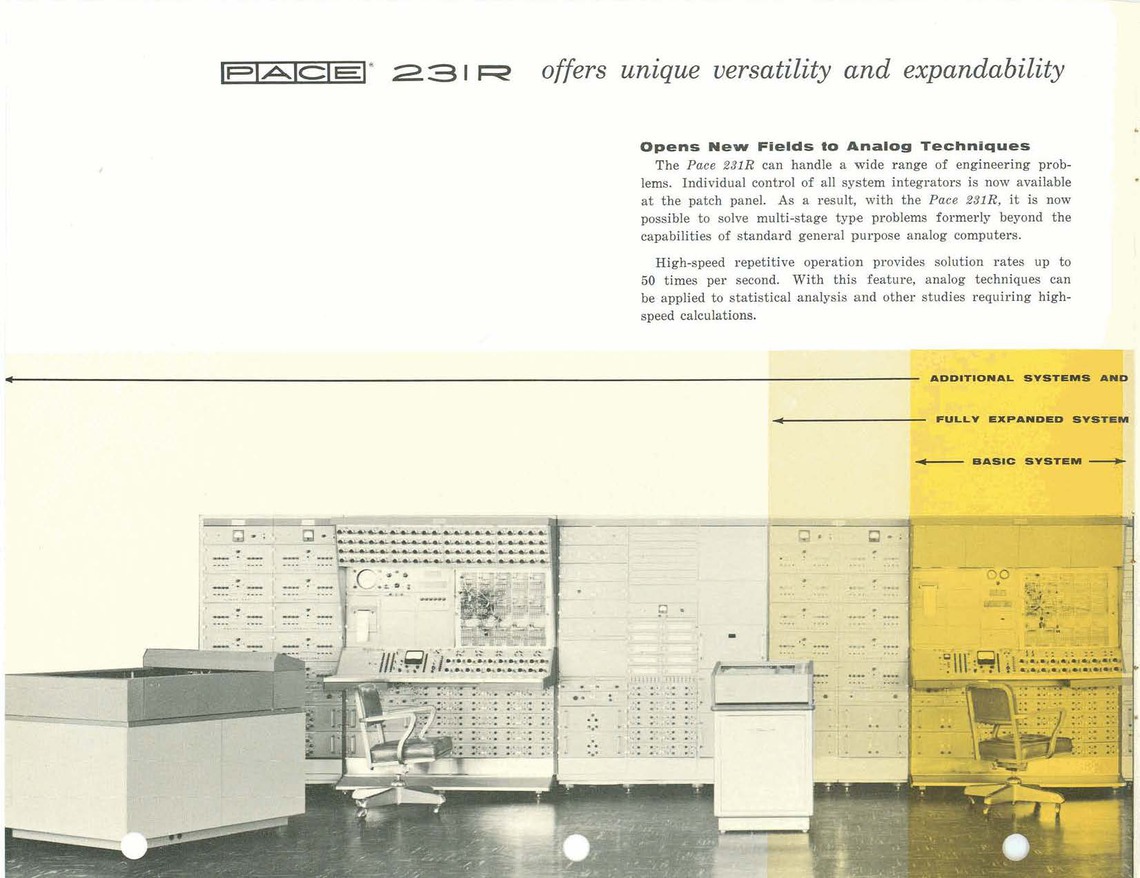 PACE® 231R offers unique versatility and expandability
Opens New Fields to Analog Techniques
The Pace 231R can handle a wide range of engineering prob-
lems. Individual control of all system integrators is now available
at the patch panel. As a result, with the Pace 231R, it is now
possible to solve multi-stage type problems formerly beyond the
capabilities of standard general purpose analog computers.
High-speed repetitive operation provides solution rates up to
50 times per second. With this feature, analog techniques can
be applied to statistical analysis and other studies requiring high-
speed calculations.
ADDITIONAL SYSTEMS AND
FULLY EXPANDED SYSTEM
BASIC SYSTEM